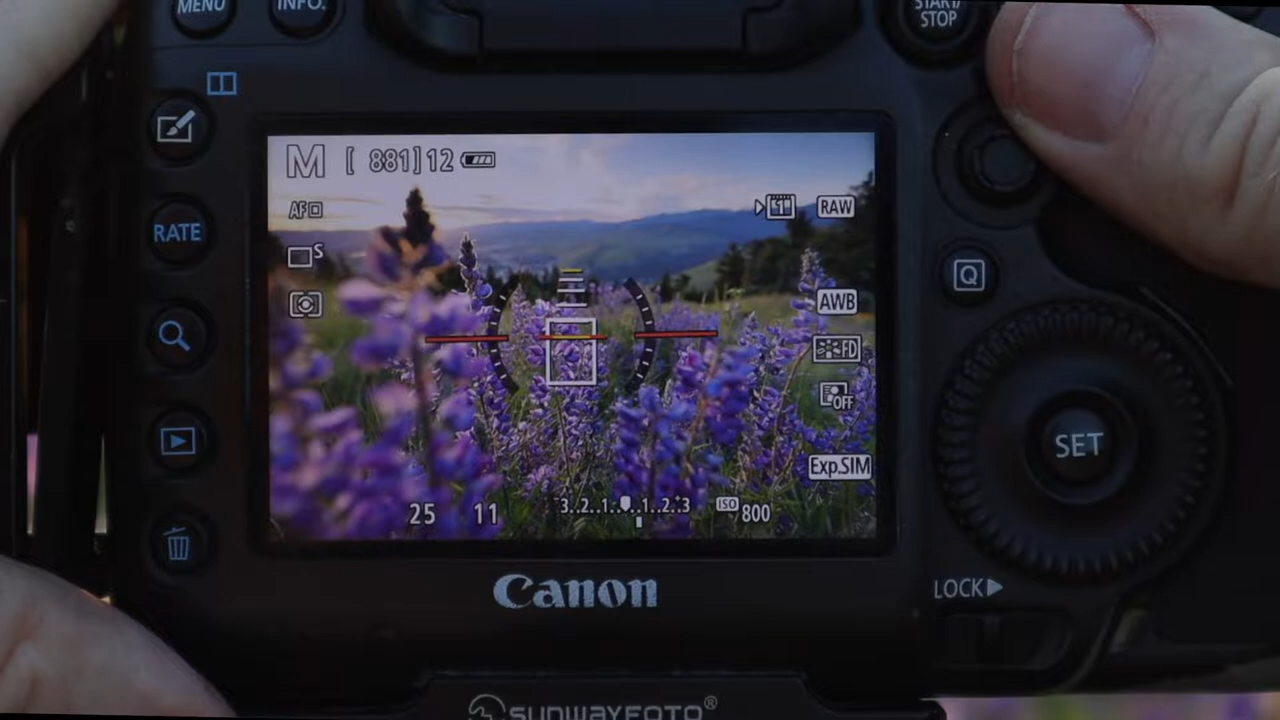 MENU
INFO.
START/
STOP
M [ 881] 12
AF
S
1
RAW
RATE
Q
AWB
FD
OFF
SET
Exp.SIM
25 11 -3..2..1..1..2..+3 ISO 800
Canon
LOCK
SUNWAYFOTO®